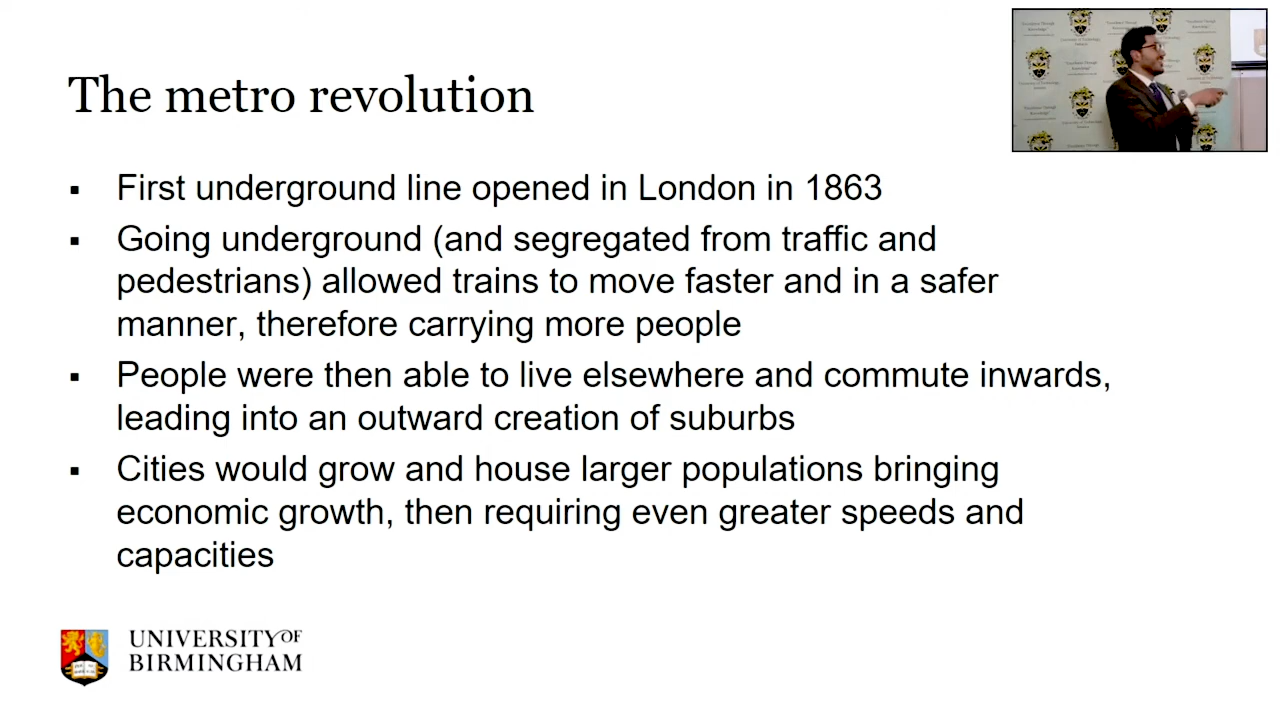 The metro revolution
▪ First underground line opened in London in 1863
▪ Going underground (and segregated from traffic and
pedestrians) allowed trains to move faster and in a safer
manner, therefore carrying more people
▪ People were then able to live elsewhere and commute inwards,
leading into an outward creation of suburbs
▪ Cities would grow and house larger populations bringing
economic growth, then requiring even greater speeds and
capacities
UNIVERSITY OF
BIRMINGHAM